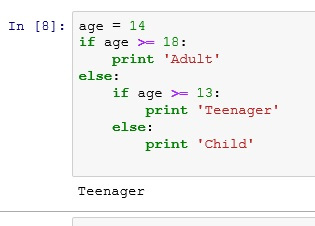 In [8]: age = 14
if age >= 18:
    print 'Adult'
else:
    if age >= 13:
        print 'Teenager'
    else:
        print 'Child'
Teenager